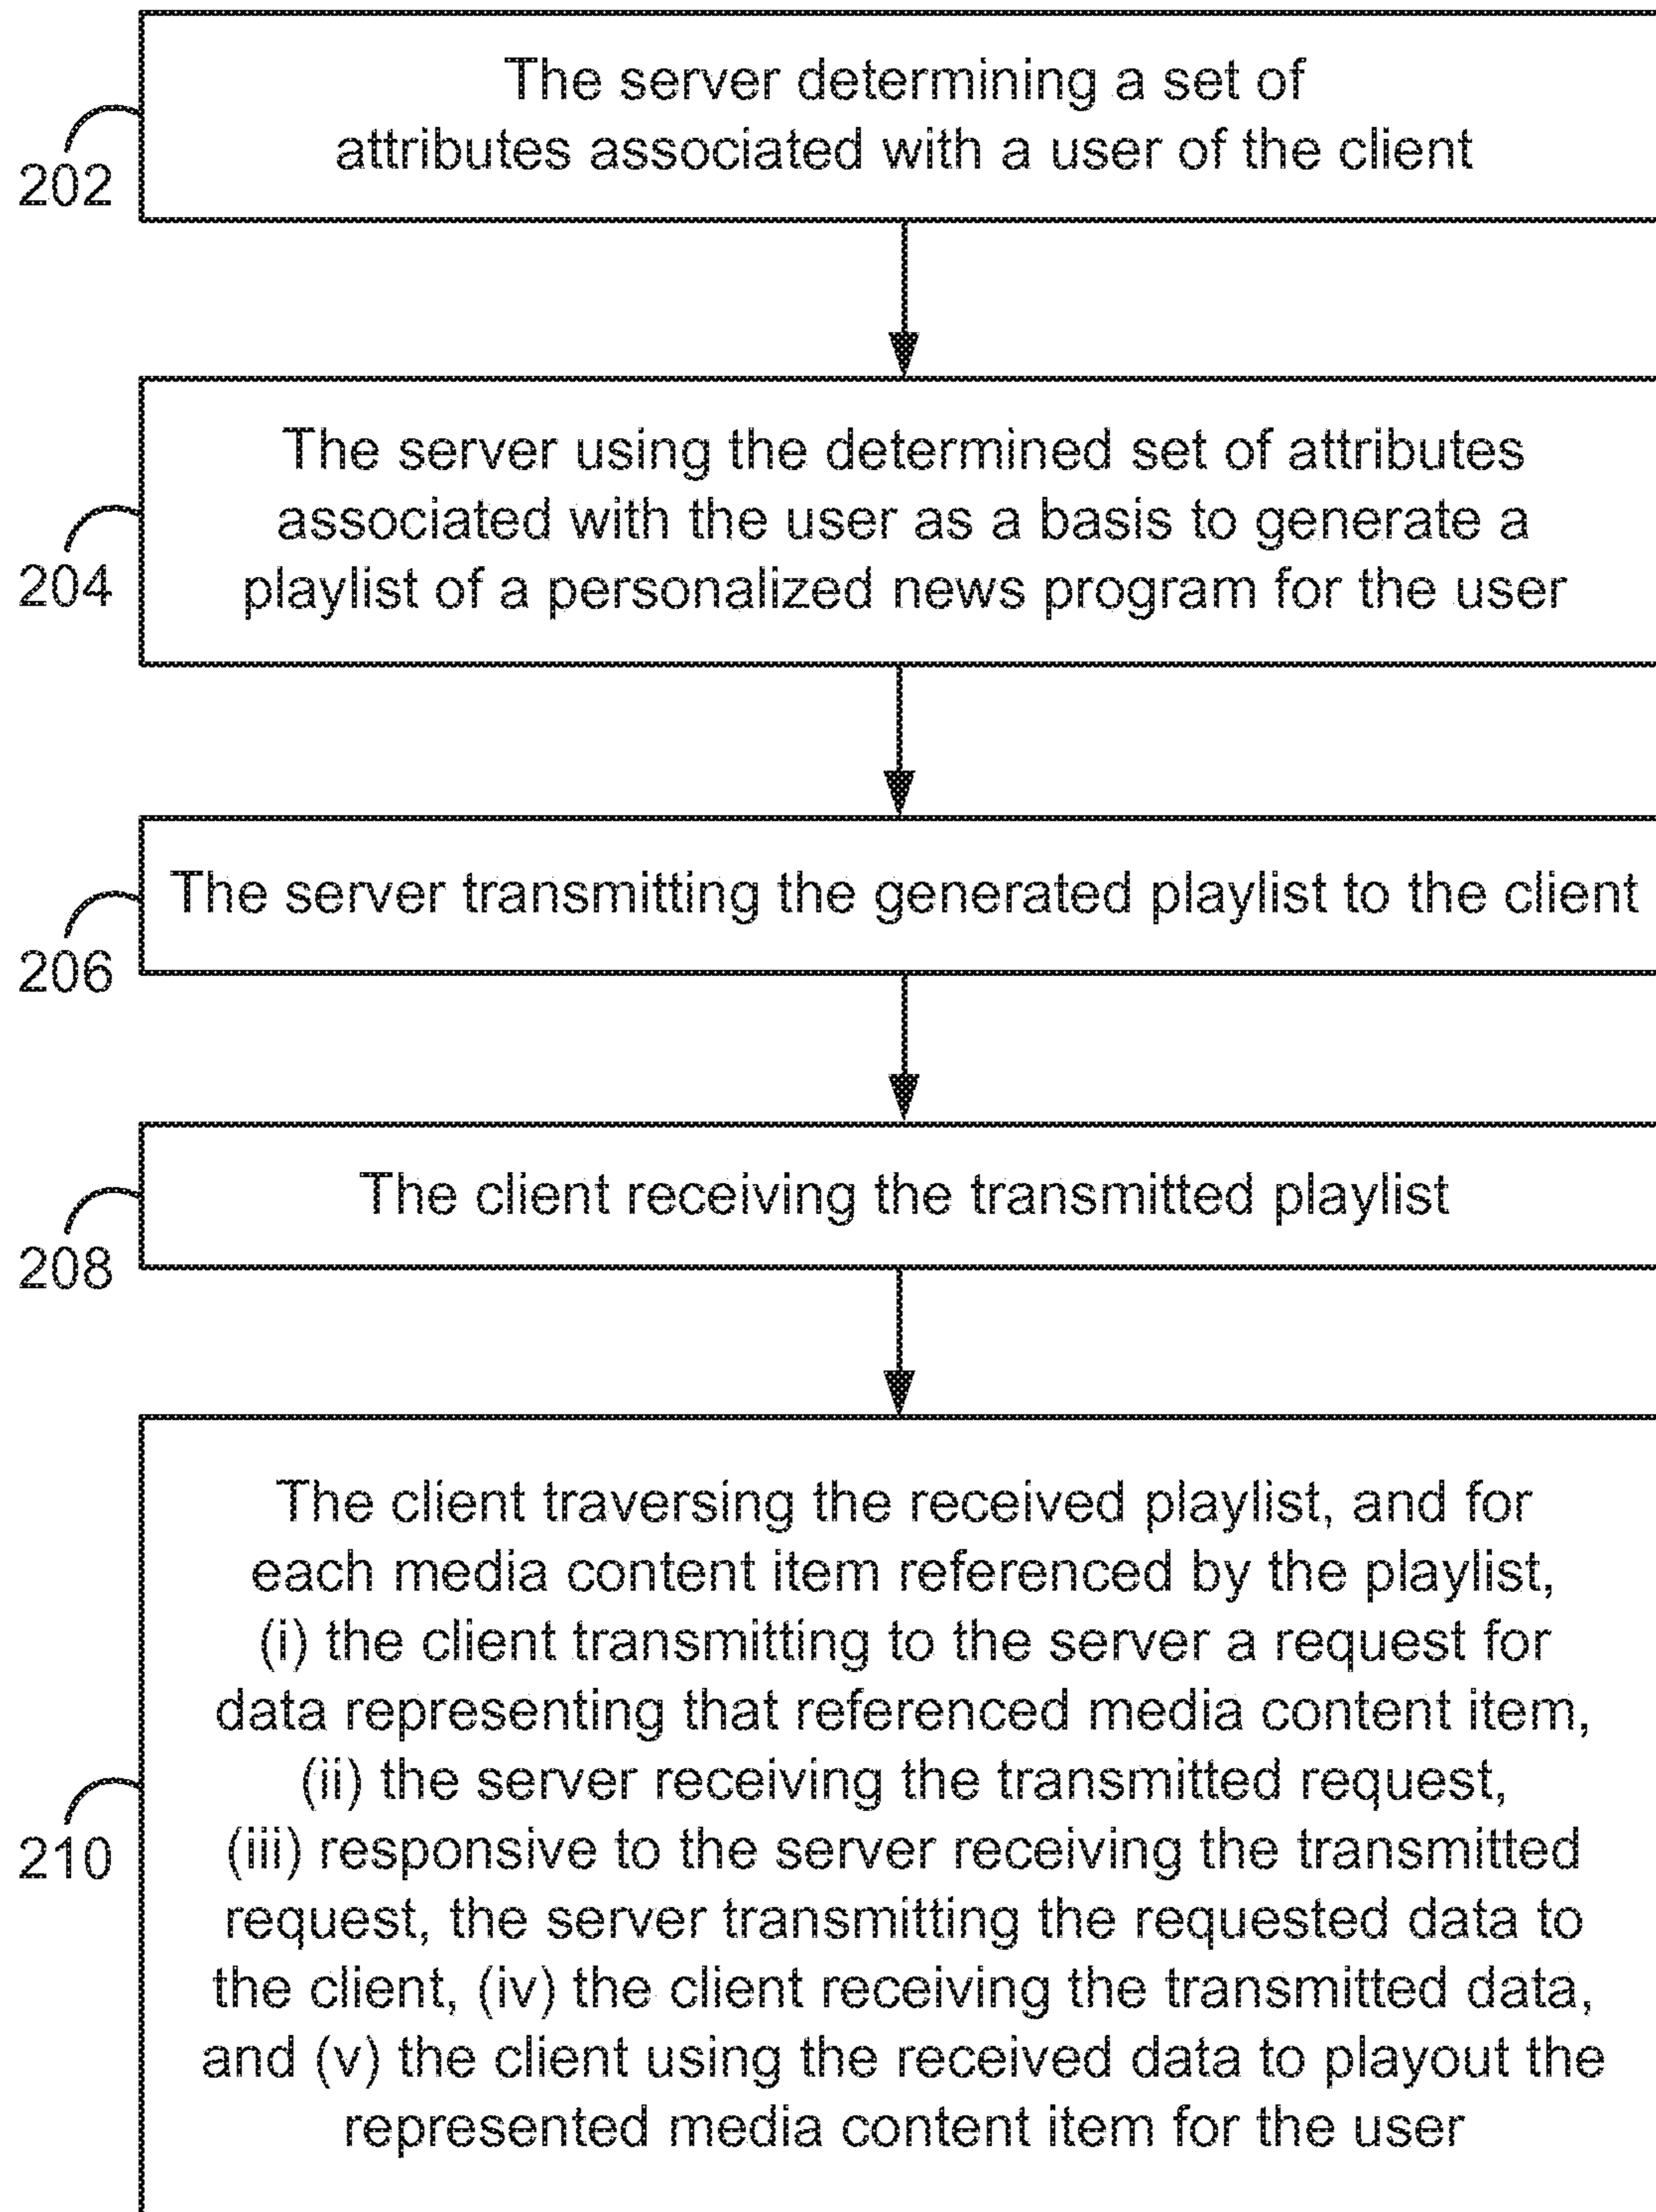 The server determining a set of
attributes associated with a user of the client
202
The server using the determined set of attributes
associated with the user as a basis to generate a
playlist of a personalized news program for the user
204
The server transmitting the generated playlist to the client
206
The client receiving the transmitted playlist
208
The client traversing the received playlist, and for
each media content item referenced by the playlist,
(i) the client transmitting to the server a request for
data representing that referenced media content item,
(ii) the server receiving the transmitted request,
(iii) responsive to the server receiving the transmitted
request, the server transmitting the requested data to
the client, (iv) the client receiving the transmitted data,
and (v) the client using the received data to playout the
represented media content item for the user
210